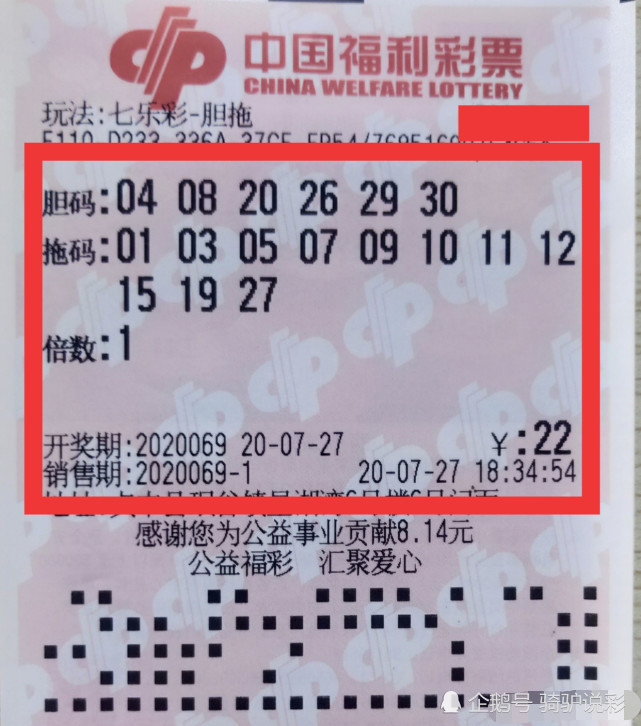 中国福利彩票
CHINA WELFARE LOTTERY
玩法:七乐彩-胆拖
胆码:04 08 20 26 29 30
拖码:01 03 05 07 09 10 11 12
15 19 27
倍数:1
开奖期:2020069 20-07-27 ¥:22
销售期:2020069-1 20-07-27 18:34:54
感谢您为公益事业贡献8.14元
公益福彩 汇聚爱心
企鹅号 骑驴说彩